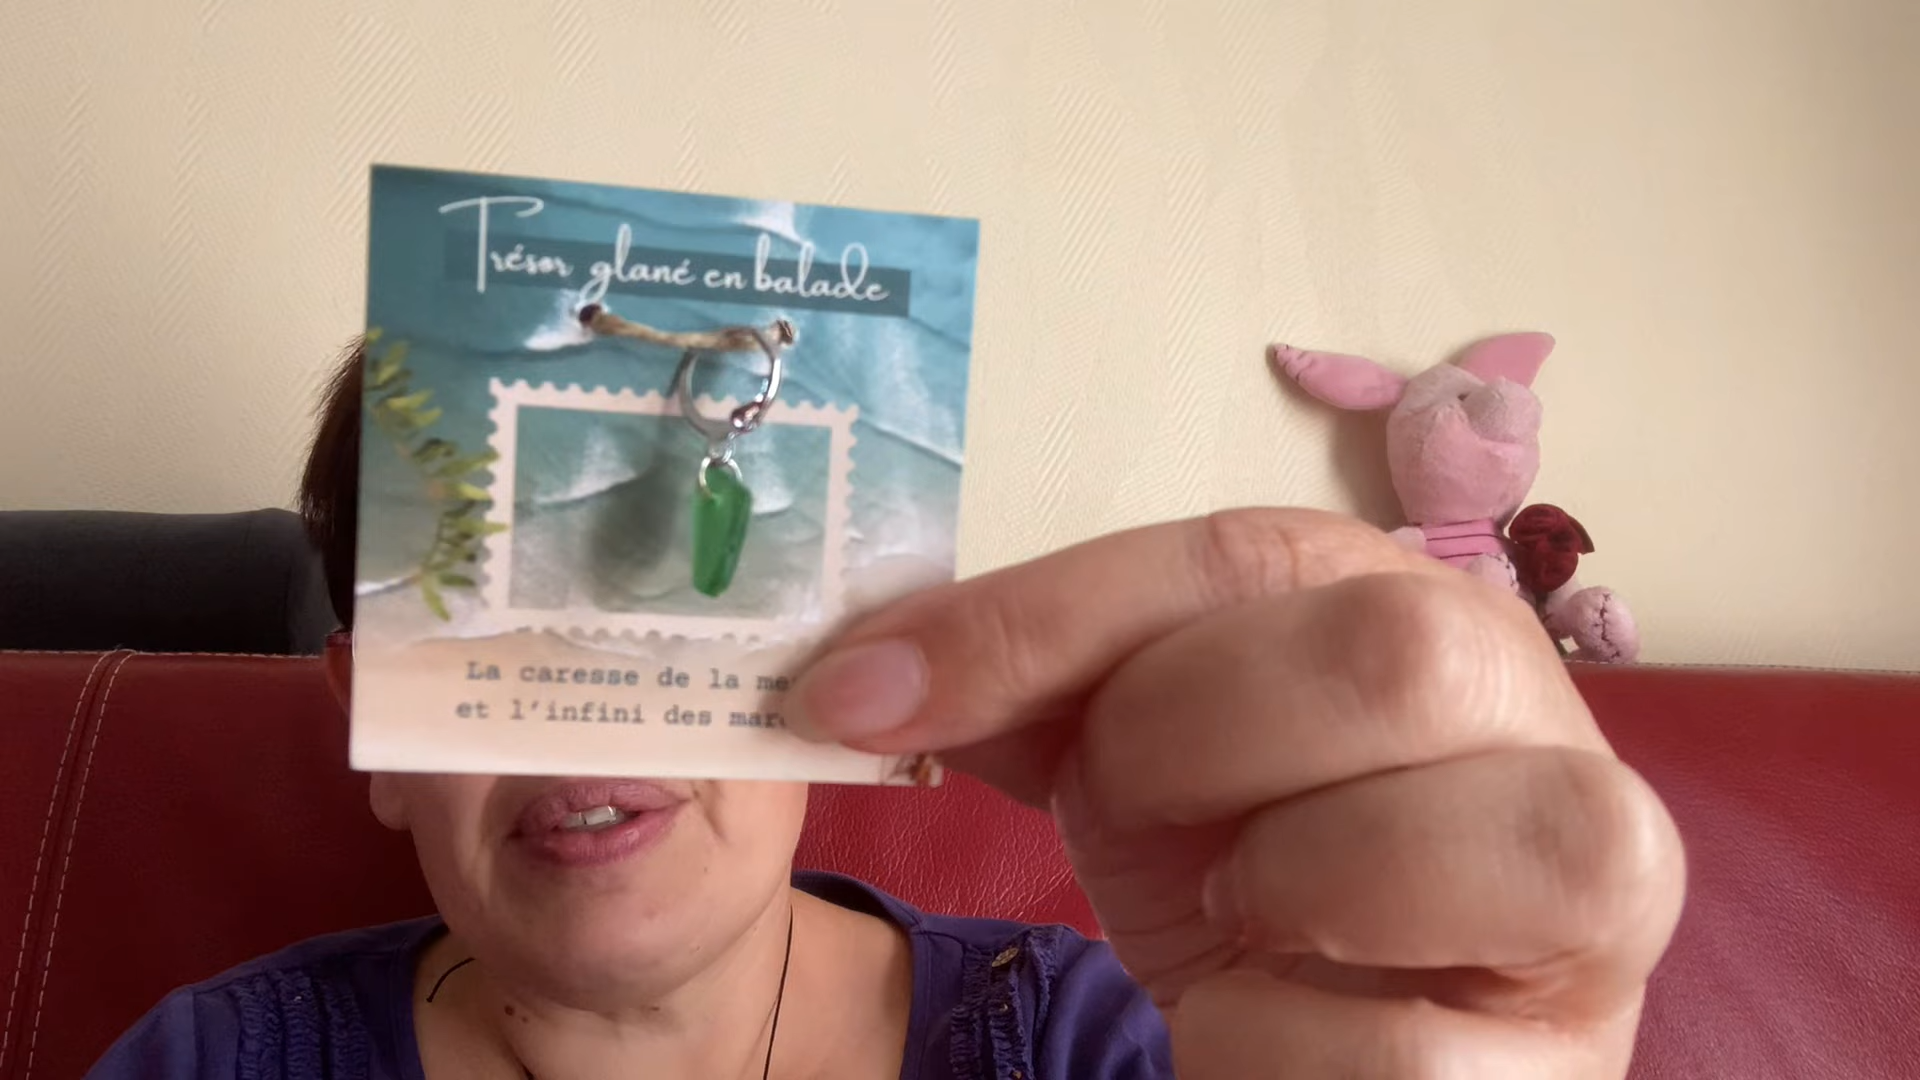 Trésor glané en balade
La caresse de la
et l'infini des